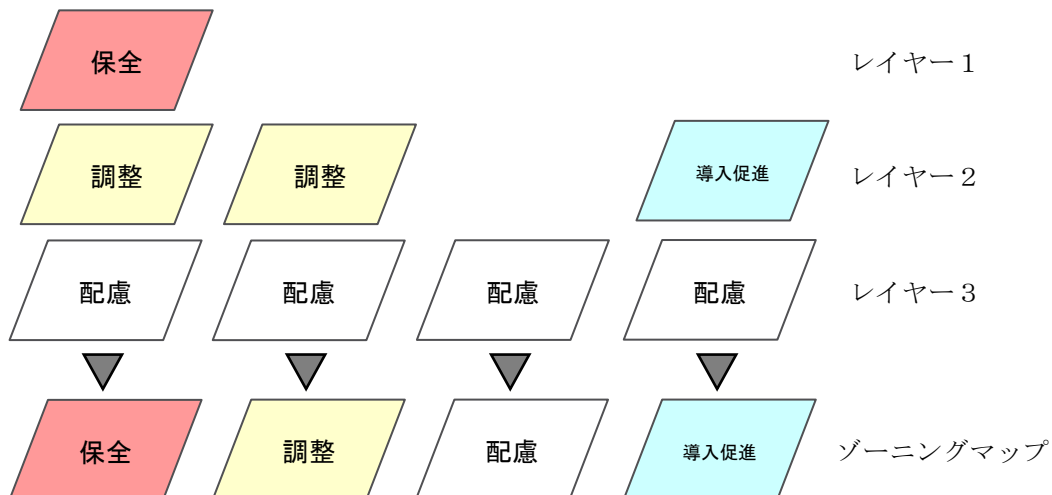 保全 レイヤー１
調整 調整 導入促進 レイヤー２
配慮 配慮 配慮 配慮 レイヤー３
保全 調整 配慮 導入促進 ゾーニングマップ